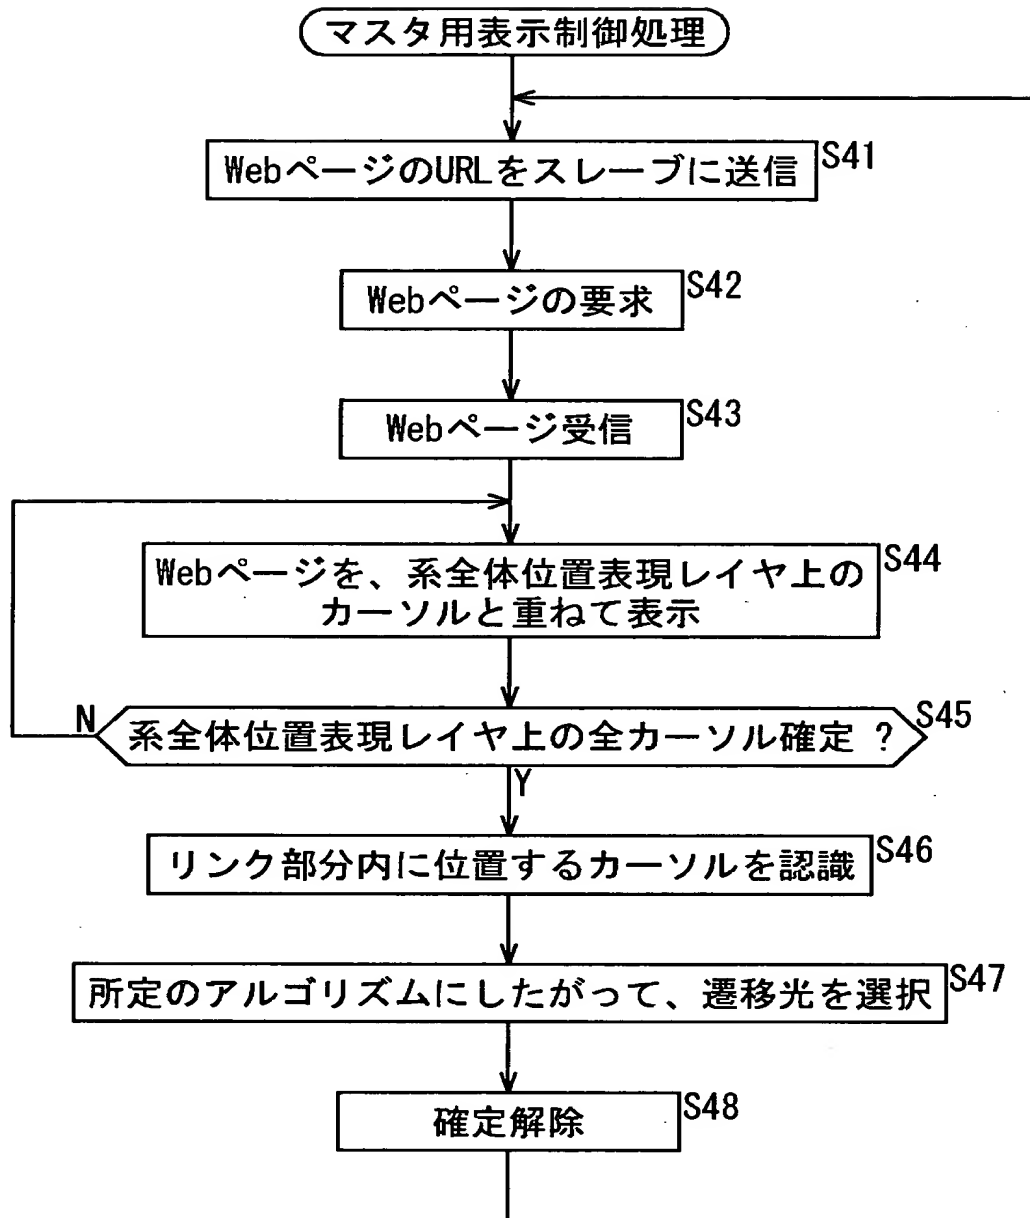 マスタ用表示制御処理
WebページのURLをスレーブに送信
S41
Webページの要求
S42
Webページ受信
S43
Webページを、系全体位置表現レイヤ上の
カーソルと重ねて表示
S44
N
系全体位置表現レイヤ上の全カーソル確定 ?
S45
Y
リンク部分内に位置するカーソルを認識
S46
所定のアルゴリズムにしたがって、遷移光を選択
S47
確定解除
S48